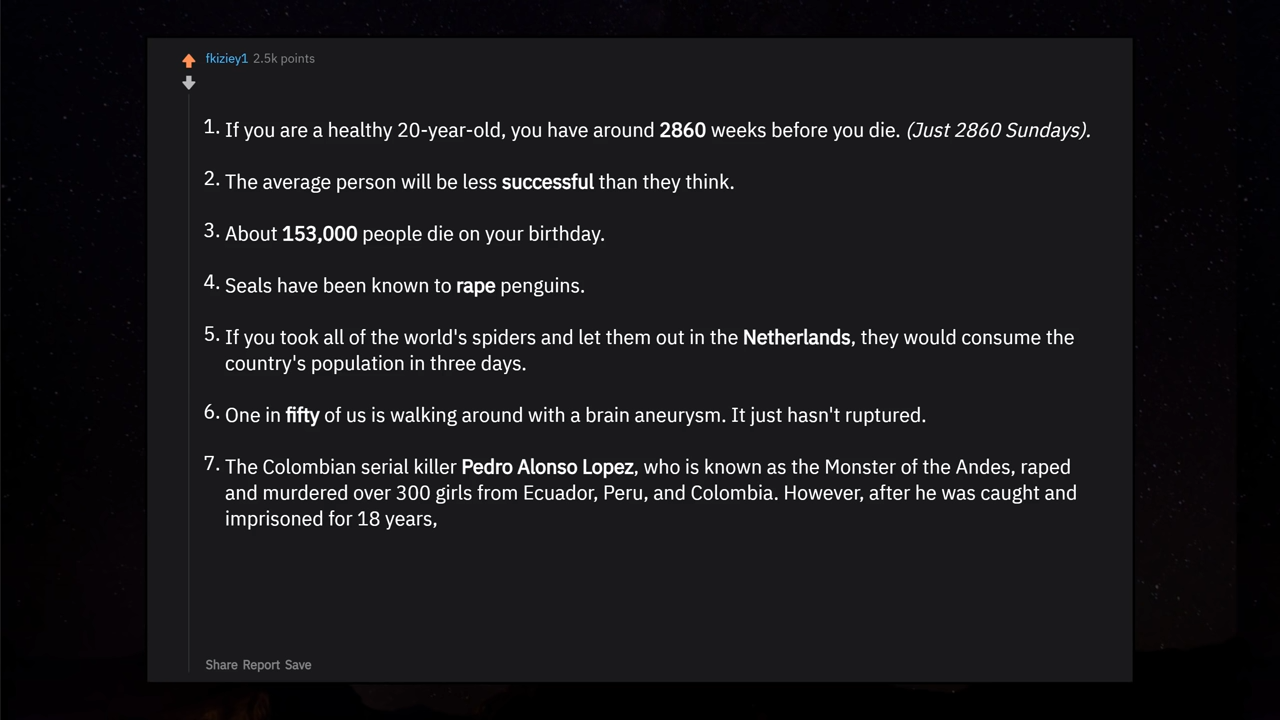 fkiziey1 2.5k points
1. If you are a healthy 20-year-old, you have around 2860 weeks before you die. (Just 2860 Sundays).
2. The average person will be less successful than they think.
3. About 153,000 people die on your birthday.
4. Seals have been known to rape penguins.
5. If you took all of the world's spiders and let them out in the Netherlands, they would consume the
country's population in three days.
6. One in fifty of us is walking around with a brain aneurysm. It just hasn't ruptured.
7. The Colombian serial killer Pedro Alonso Lopez, who is known as the Monster of the Andes, raped
and murdered over 300 girls from Ecuador, Peru, and Colombia. However, after he was caught and
imprisoned for 18 years,
Share Report Save